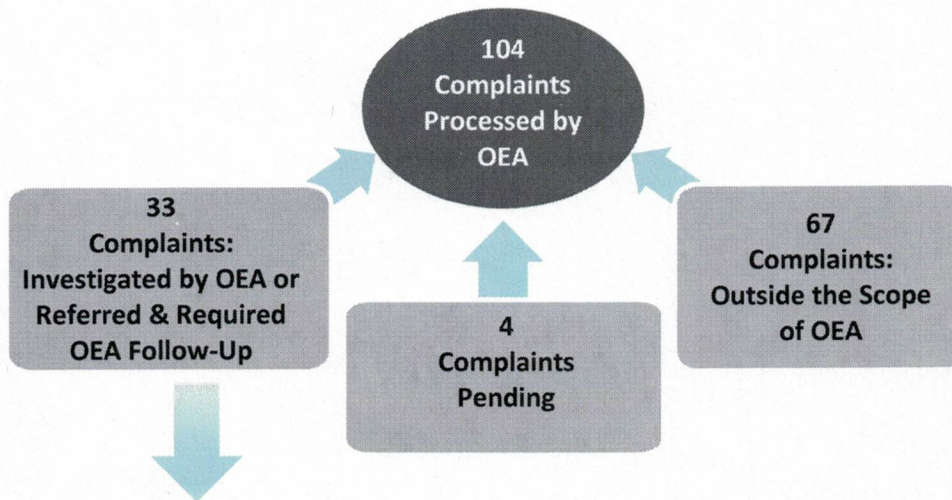 104
Complaints
Processed by
OEA
33
Complaints:
Investigated by OEA or
Referred & Required
OEA Follow-Up
4
Complaints
Pending
67
Complaints:
Outside the Scope
of OEA